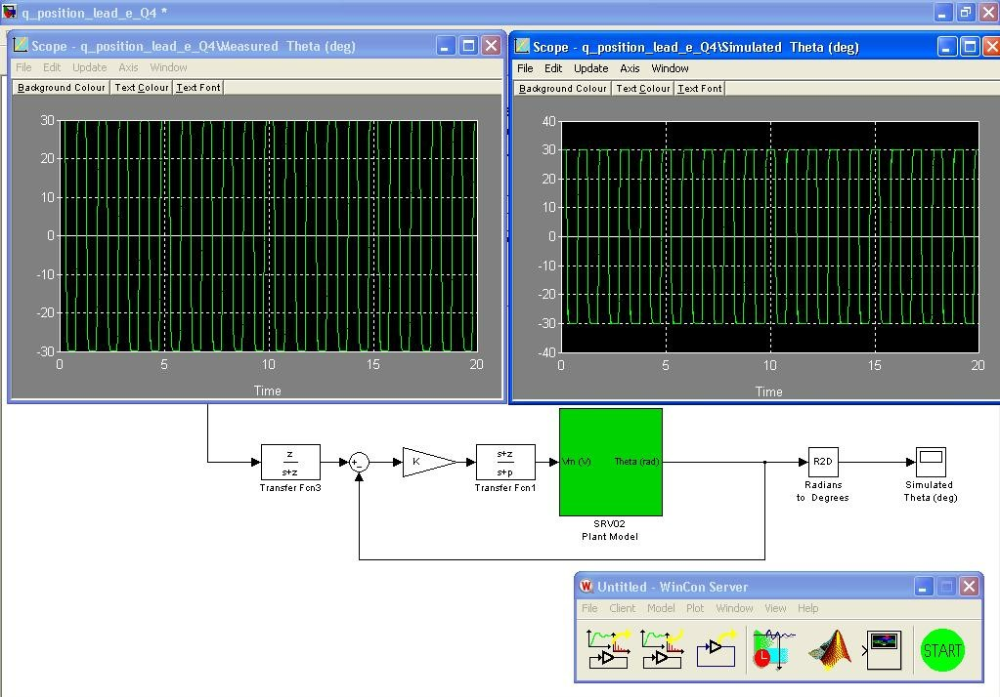 q_position_lead_e_Q4 *
Scope - q_position_lead_e_Q4\Measured Theta (deg)
File Edit Update Axis Window
Background Colour Text Colour Text Font
30
20
10
0
-10
-20
-30
0 5 10 15 20
Time
Scope - q_position_lead_e_Q4\Simulated Theta (deg)
File Edit Update Axis Window
Background Colour Text Colour Text Font
40
30
20
10
0
-10
-20
-30
-40
0 5 10 15 20
Time
z
s+z
Transfer Fcn3
+
-
K
s+z
s+p
Transfer Fcn1
Vm (V) Theta (rad)
SRV02
Plant Model
R2D
Radians
to Degrees
Simulated
Theta (deg)
W Untitled - WinCon Server
File Client Model Plot Window View Help
START